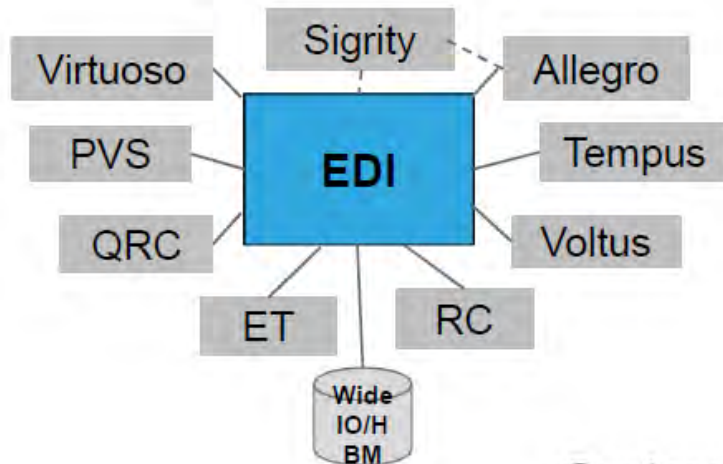 Sigrity
Virtuoso
Allegro
PVS
EDI
Tempus
QRC
Voltus
ET
RC
Wide
IO/H
BM